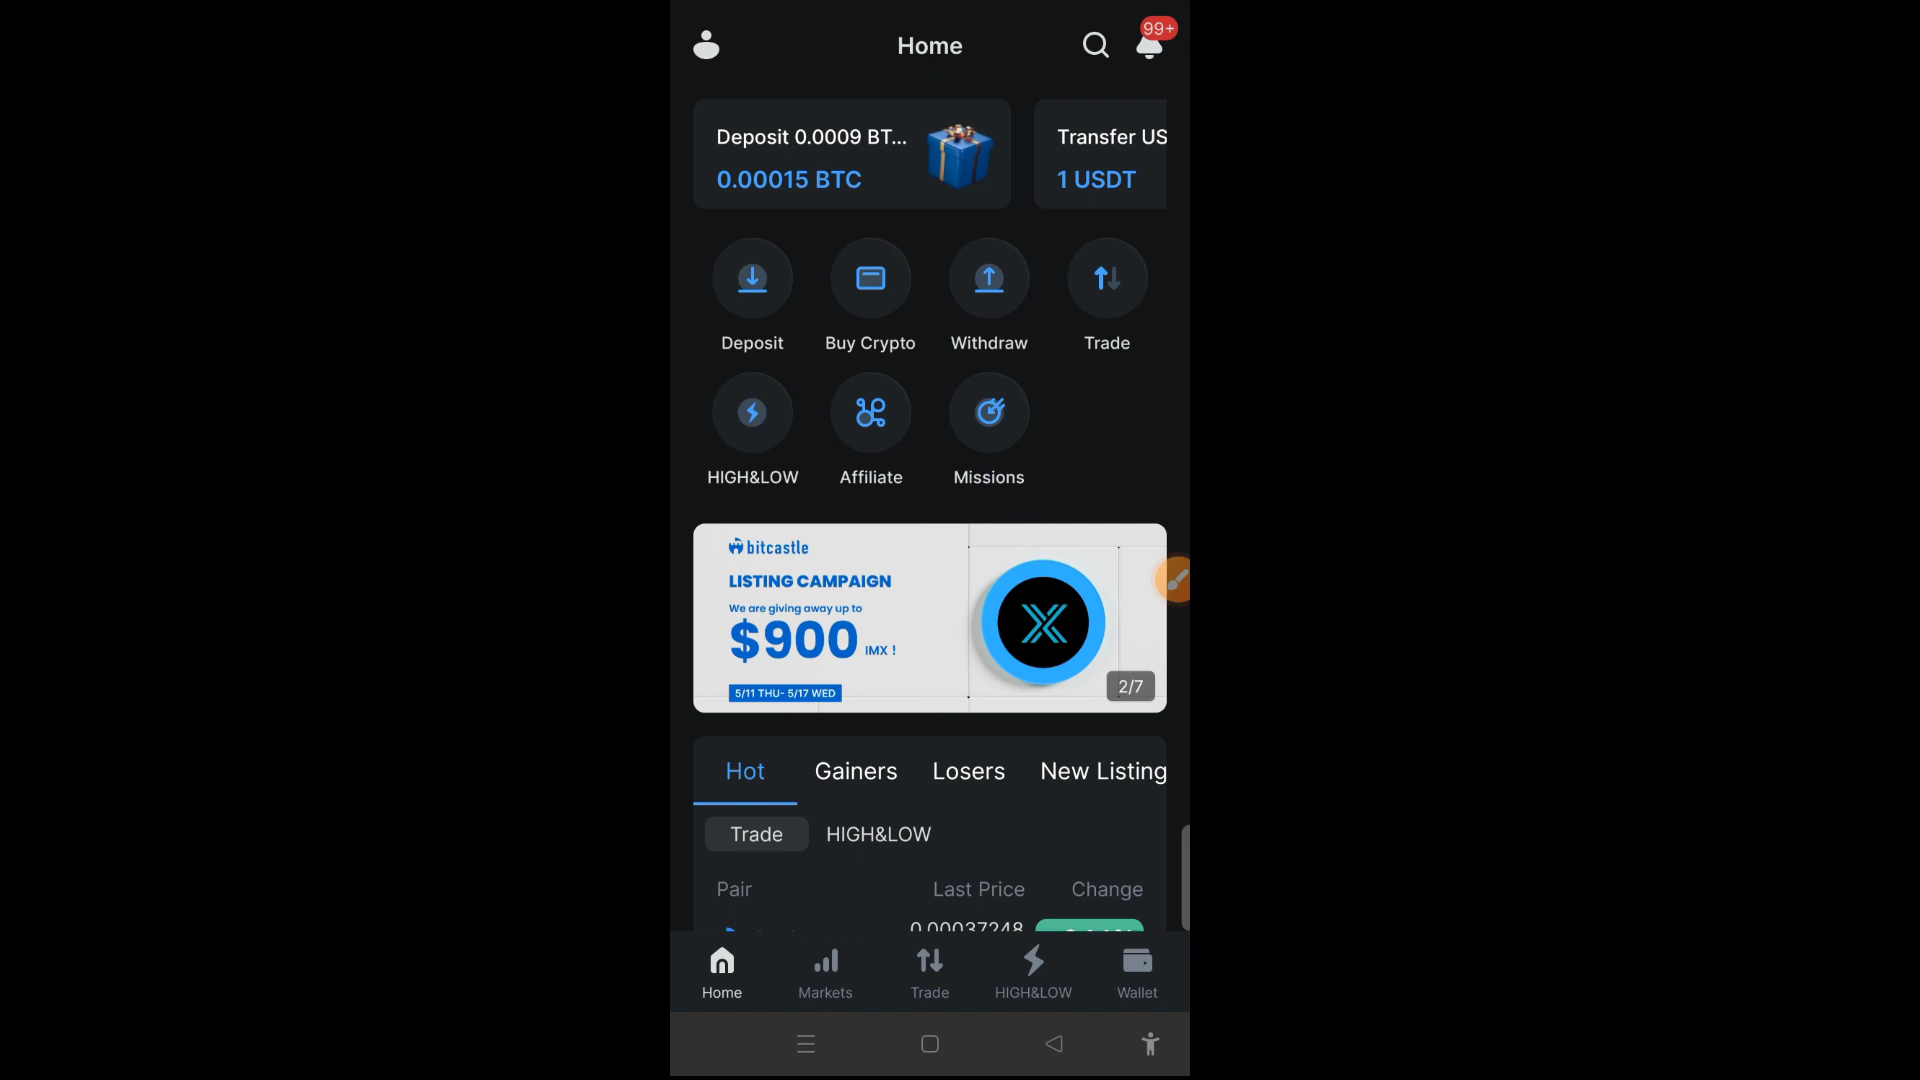 Home
99+
Deposit 0.0009 BT...
0.00015 BTC
Transfer US
1 USDT
Deposit
Buy Crypto
Withdraw
Trade
HIGH&LOW
Affiliate
Missions
bitcastle
LISTING CAMPAIGN
We are giving away up to
$900 IMX !
5/11 THU- 5/17 WED
2/7
Hot
Gainers
Losers
New Listing
Trade
HIGH&LOW
Pair
Last Price
Change
0.00037248
Home
Markets
Trade
HIGH&LOW
Wallet